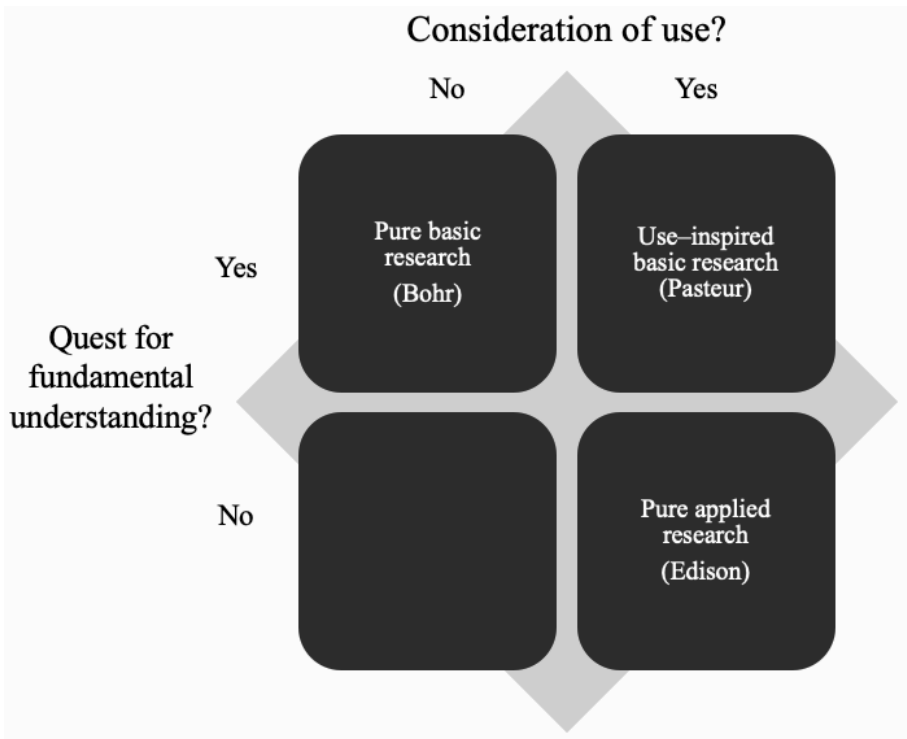 Consideration of use?
No
Yes
Yes
Pure basic
research
(Bohr)
Use–inspired
basic research
(Pasteur)
Quest for
fundamental
understanding?
No
Pure applied
research
(Edison)